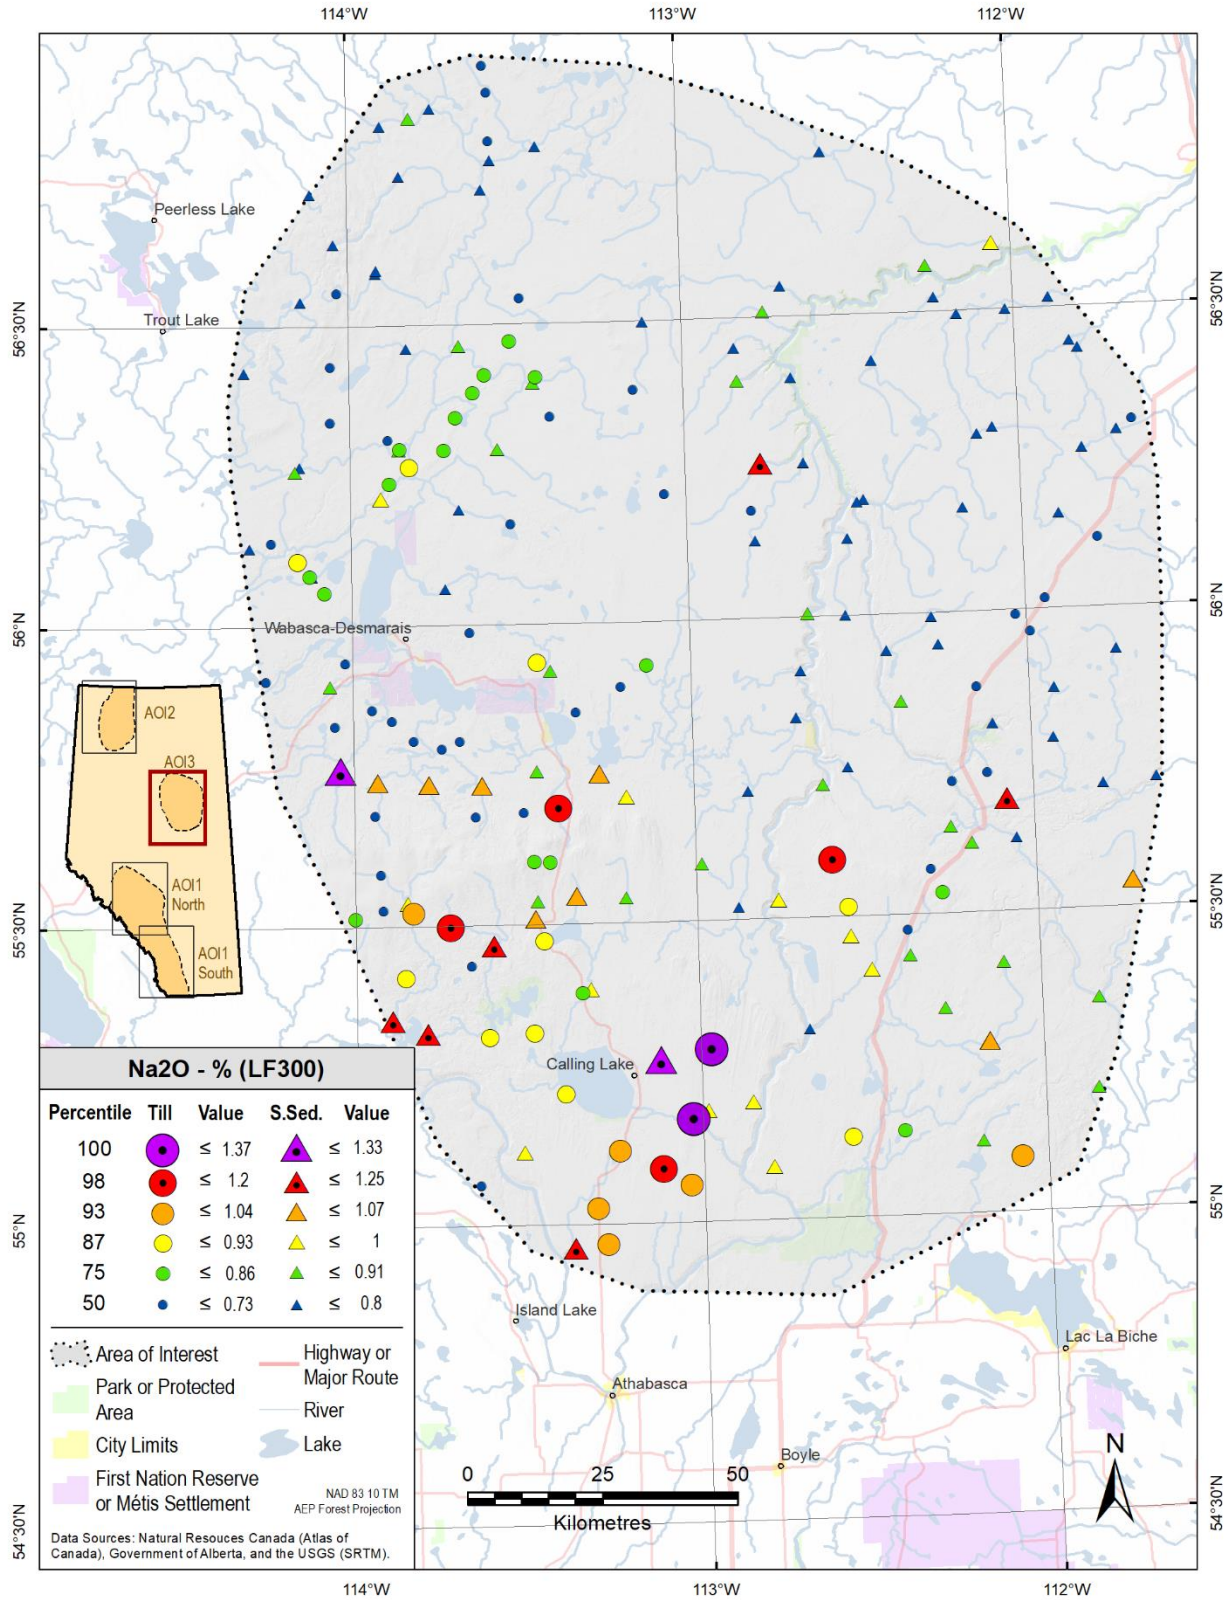 114°W 113°W 112°W
Peerless Lake
Trout Lake
56°30'N 56°30'N
Wabasca-Desmarais
56°N 56°N
AOI2
AOI3
AOI1
North
AOI1
South
55°30'N 55°30'N
Calling Lake
Na2O - % (LF300)
Percentile Till Value S.Sed. Value
100 ≤ 1.37 ≤ 1.33
98 ≤ 1.2 ≤ 1.25
93 ≤ 1.04 ≤ 1.07
87 ≤ 0.93 ≤ 1
75 ≤ 0.86 ≤ 0.91
50 ≤ 0.73 ≤ 0.8
55°N 55°N
Area of Interest
Park or Protected
Area
City Limits
First Nation Reserve
or Métis Settlement
Highway or
Major Route
River
Lake
NAD 83 10 TM
AEP Forest Projection
Data Sources: Natural Resouces Canada (Atlas of
Canada), Government of Alberta, and the USGS (SRTM).
Island Lake
Lac La Biche
Athabasca
Boyle
0 25 50
Kilometres
N
54°30'N 54°30'N
114°W 113°W 112°W